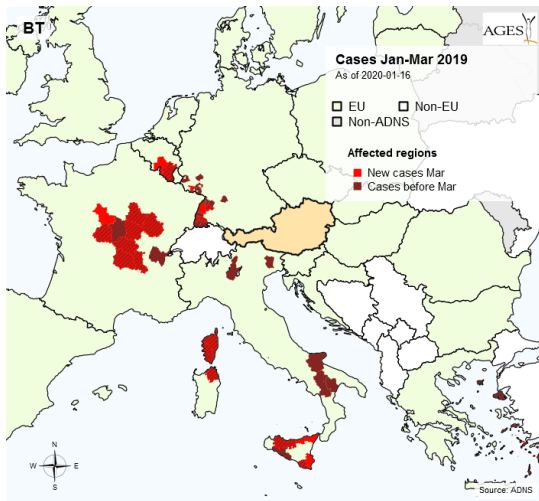 BT
AGES
Cases Jan-Mar 2019
As of 2020-01-16
EU Non-EU
Non-ADNS
Affected regions
New cases Mar
Cases before Mar
N
W E
S
Source: ADNS